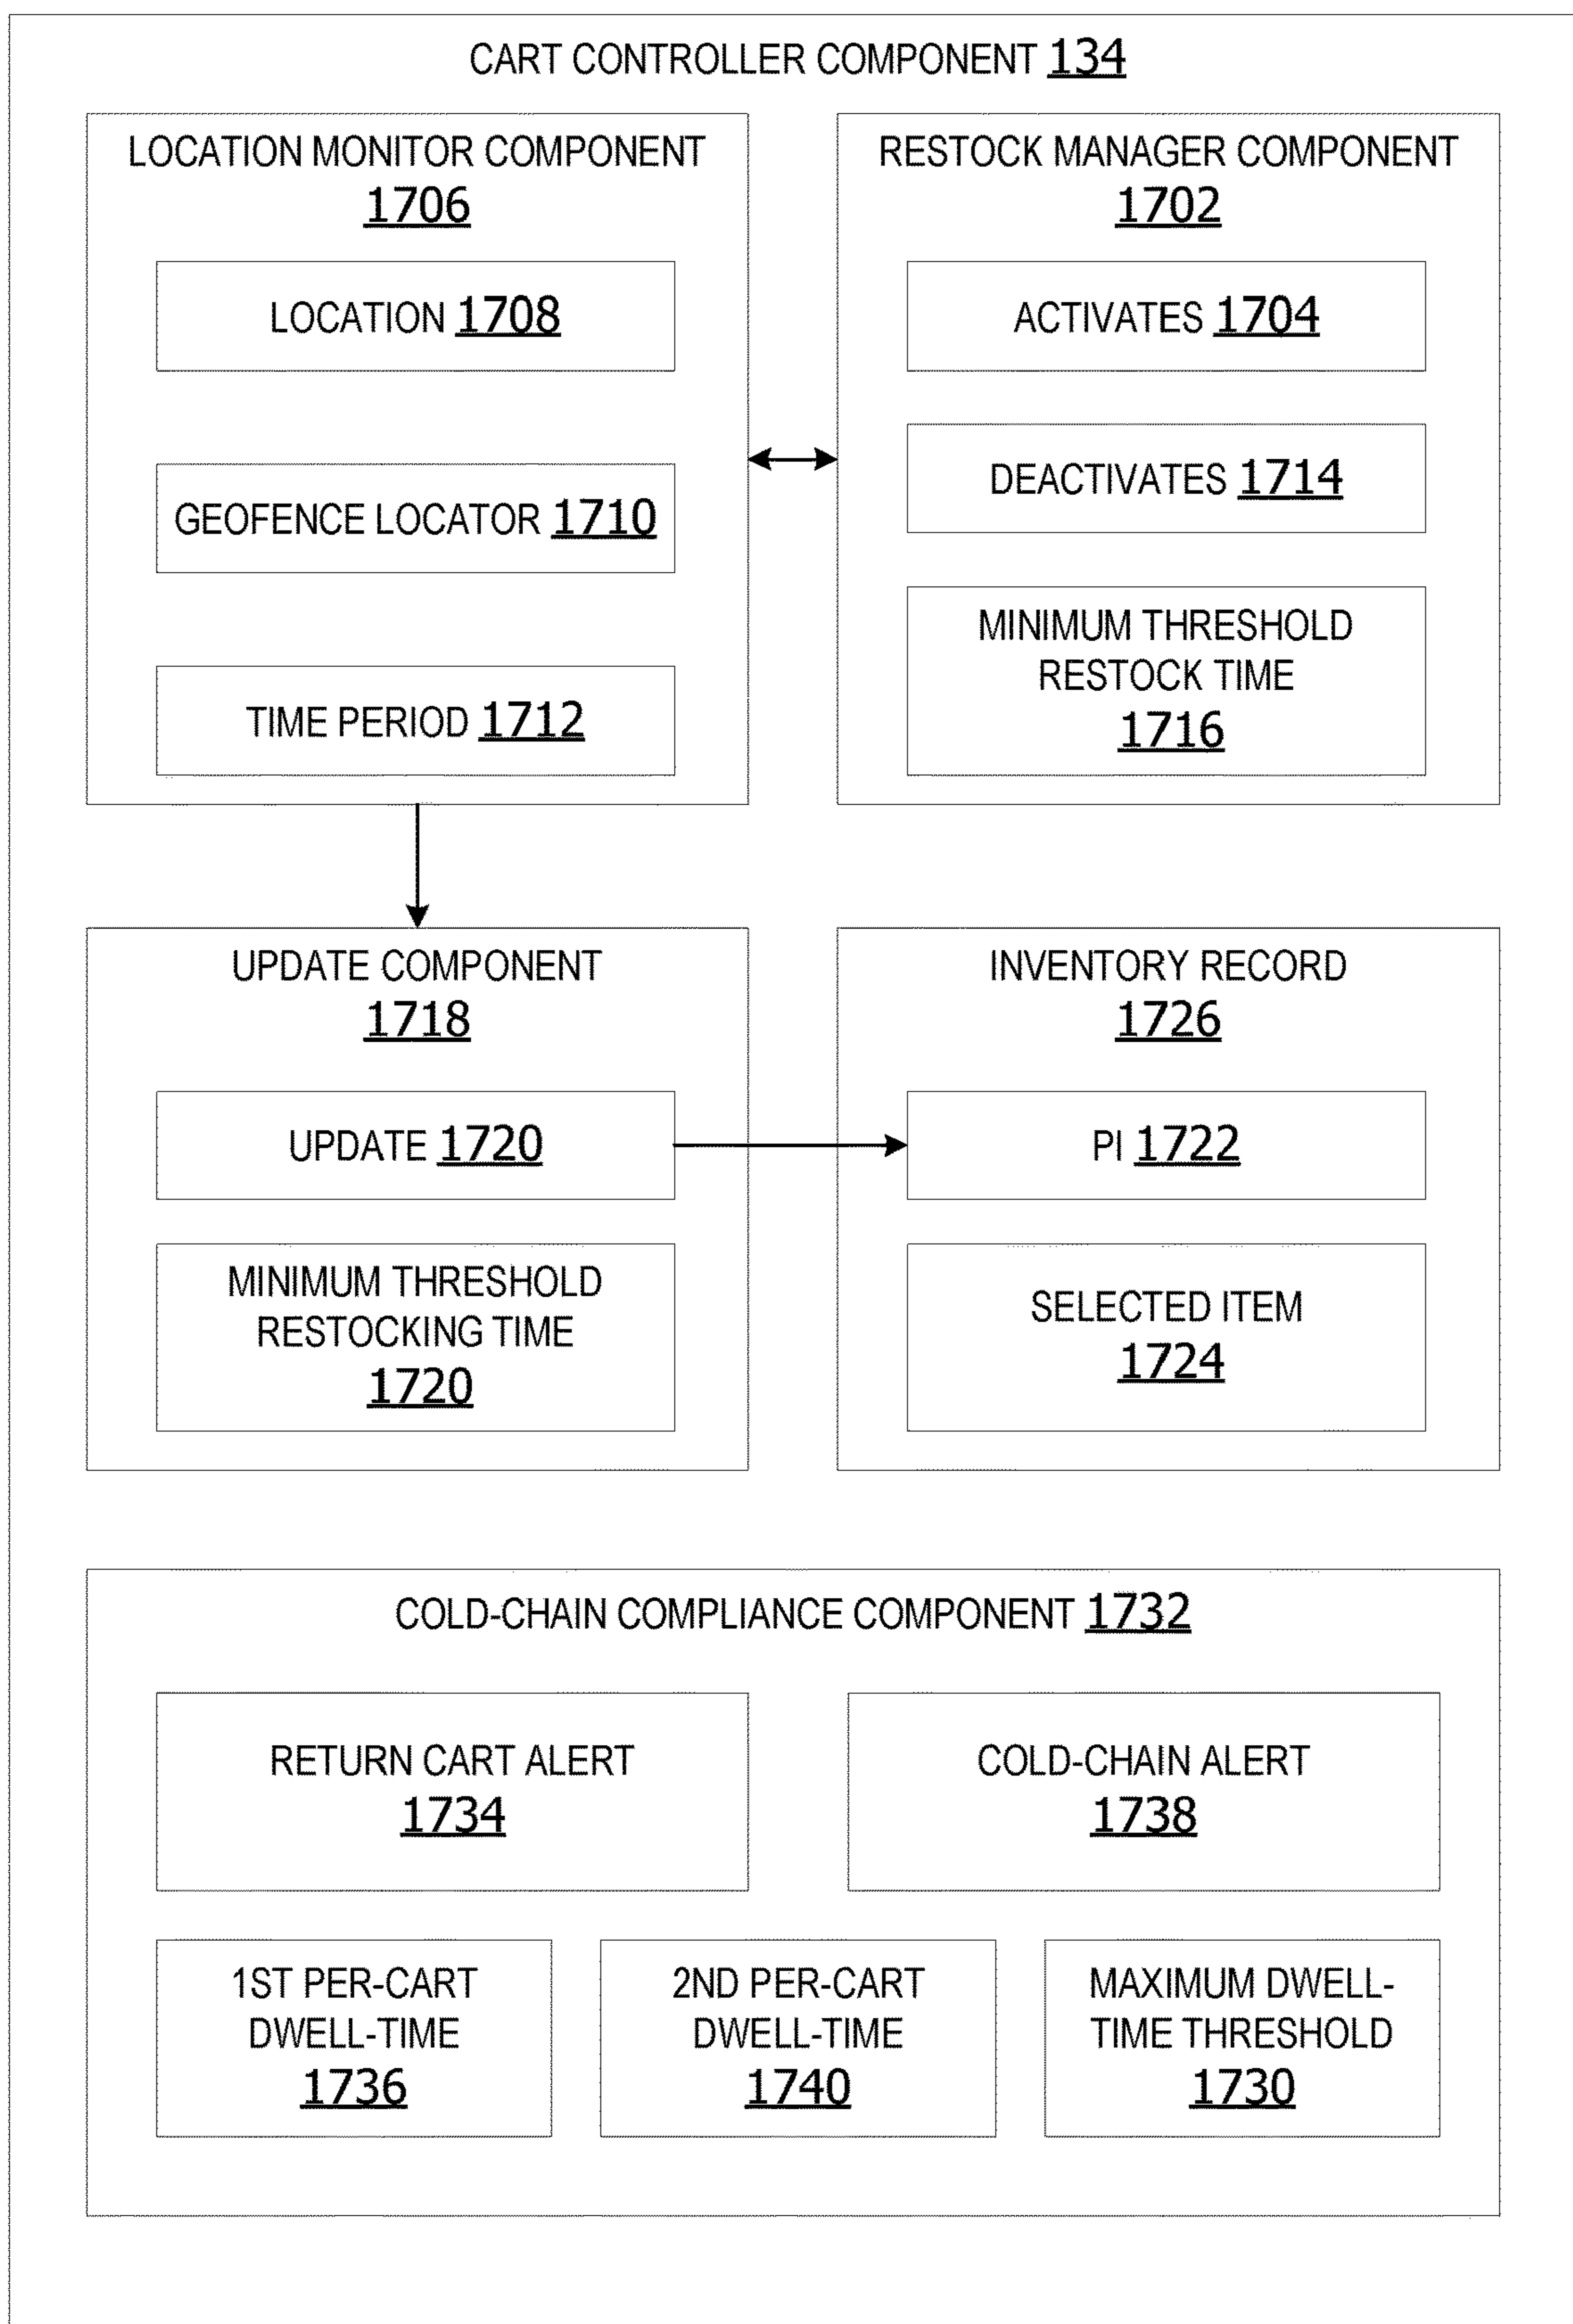 CART CONTROLLER COMPONENT 134
LOCATION MONITOR COMPONENT
1706
LOCATION 1708
GEOFENCE LOCATOR 1710
TIME PERIOD 1712
RESTOCK MANAGER COMPONENT
1702
ACTIVATES 1704
DEACTIVATES 1714
MINIMUM THRESHOLD
RESTOCK TIME
1716
UPDATE COMPONENT
1718
UPDATE 1720
MINIMUM THRESHOLD
RESTOCKING TIME
1720
INVENTORY RECORD
1726
PI 1722
SELECTED ITEM
1724
COLD-CHAIN COMPLIANCE COMPONENT 1732
RETURN CART ALERT
1734
COLD-CHAIN ALERT
1738
1ST PER-CART
DWELL-TIME
1736
2ND PER-CART
DWELL-TIME
1740
MAXIMUM DWELL-
TIME THRESHOLD
1730